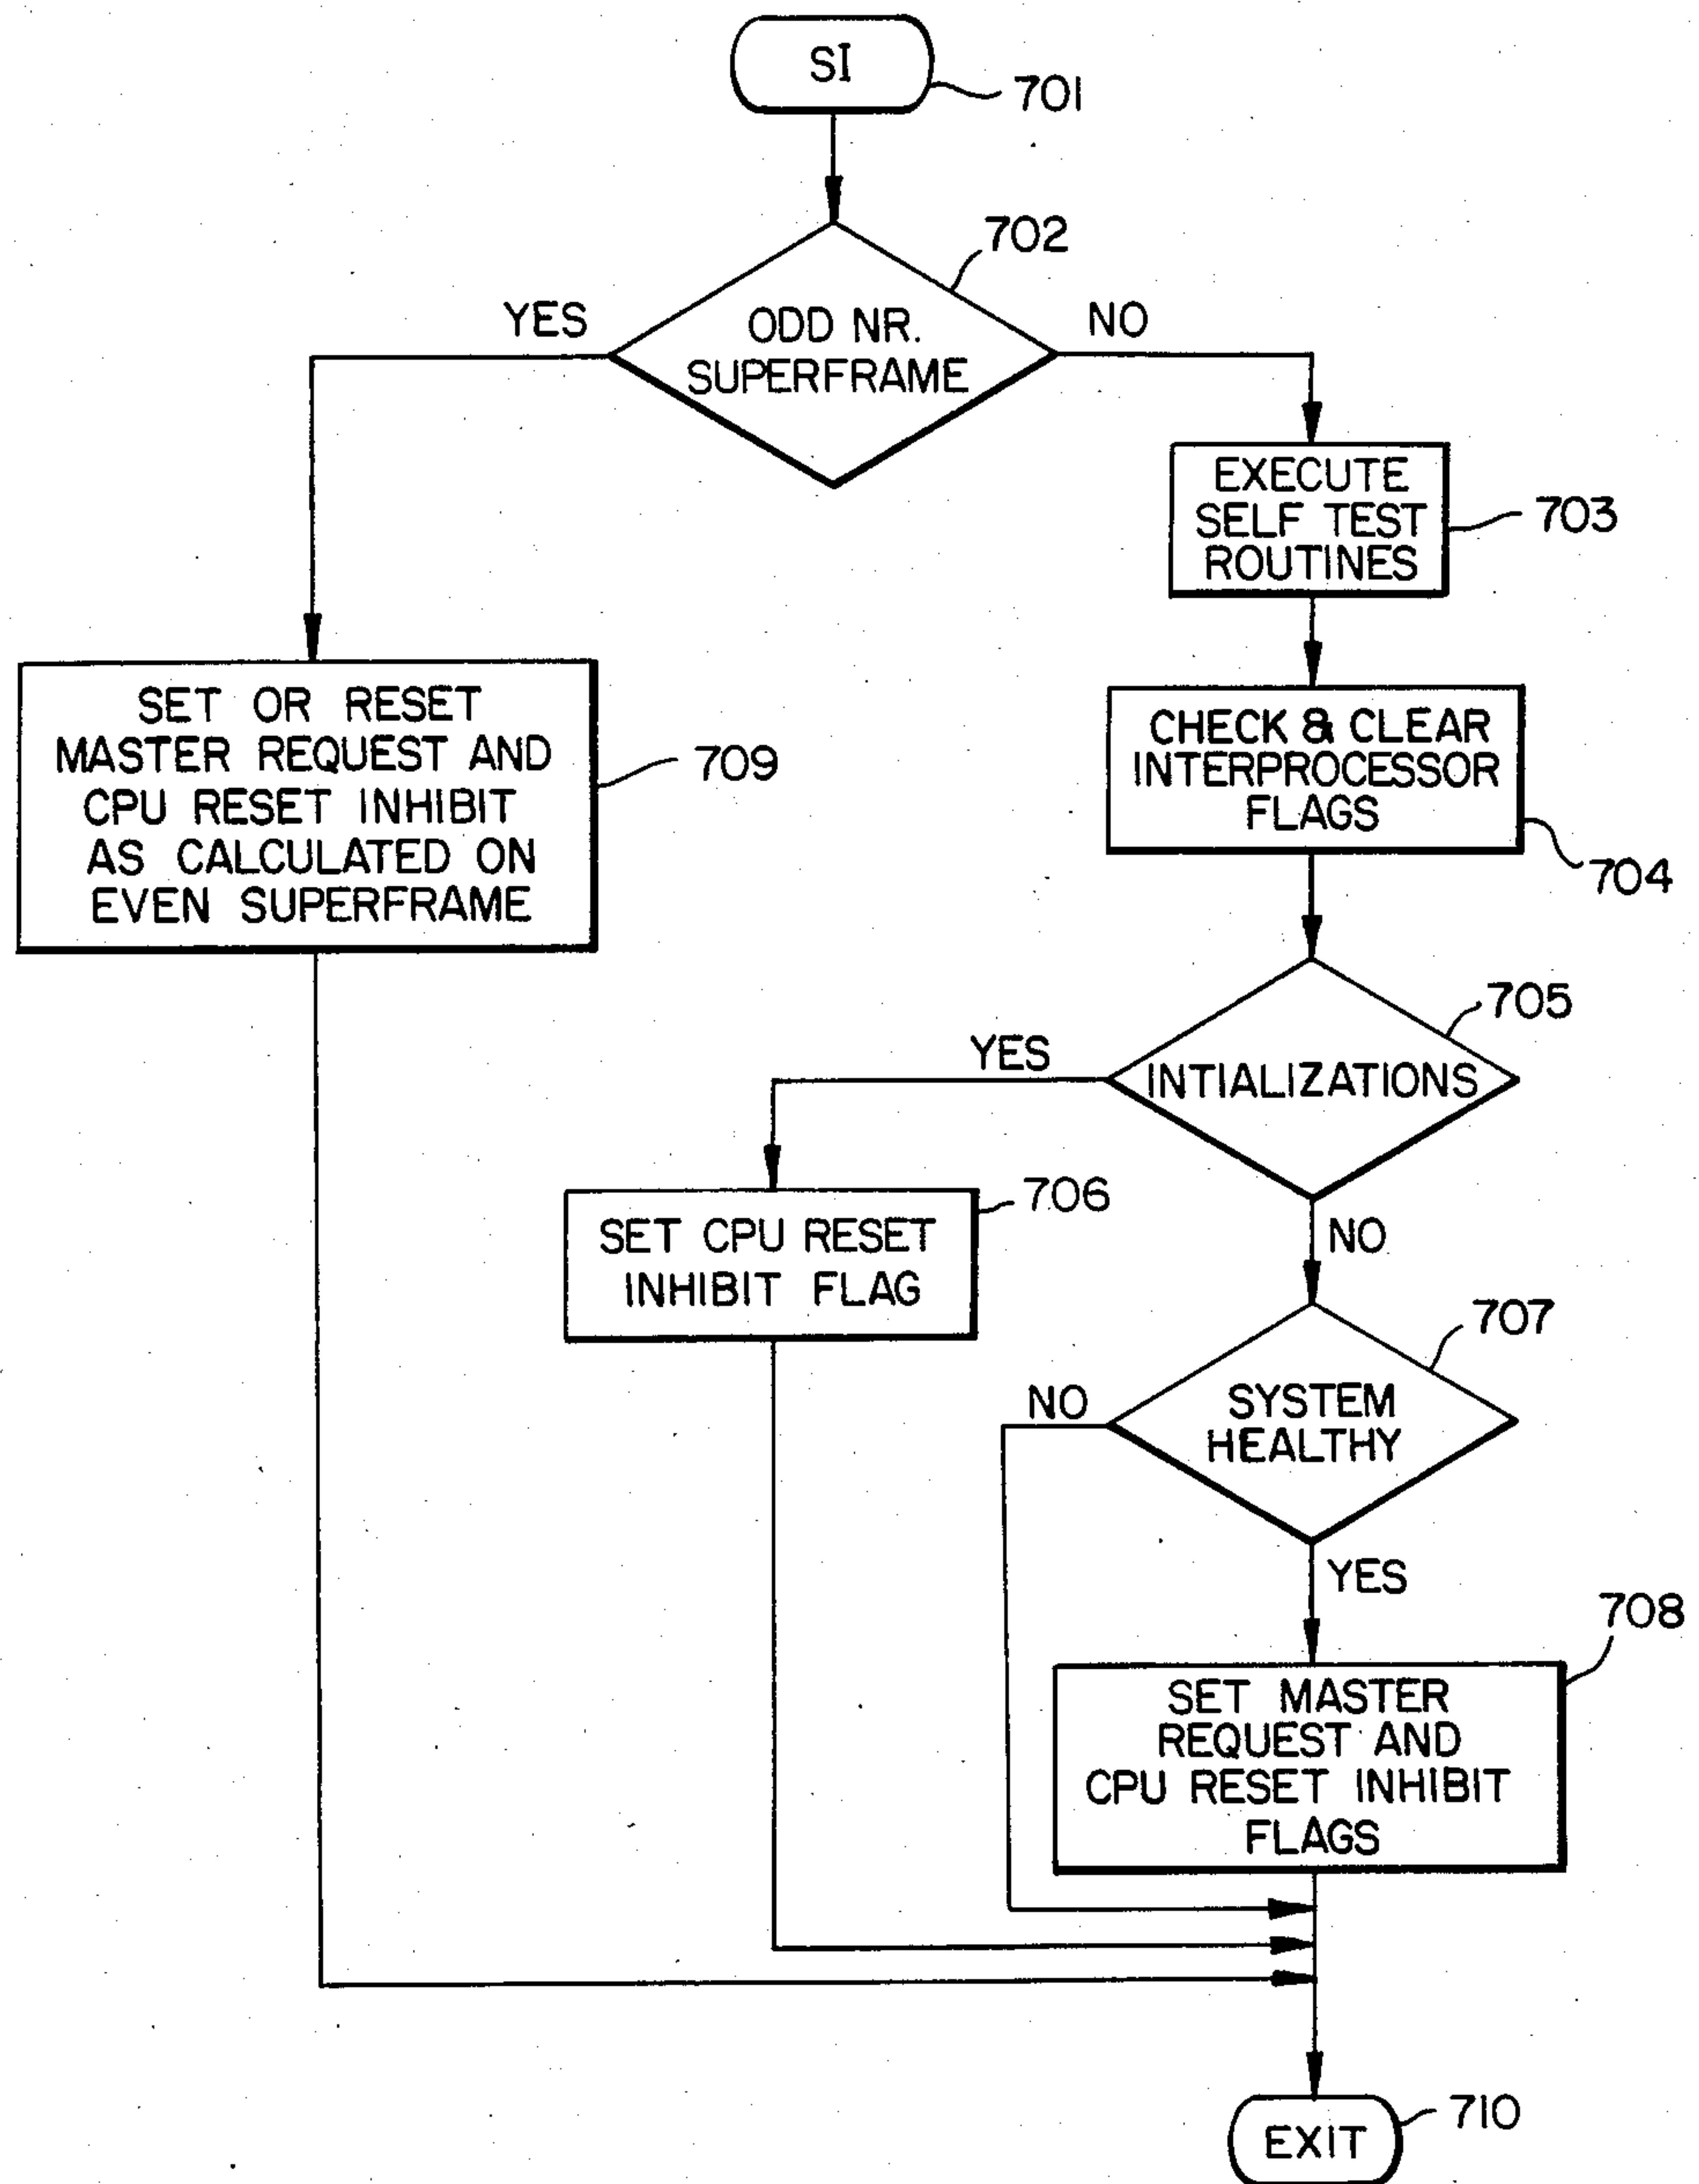 SI
701
702
YES
ODD NR.
SUPERFRAME
NO
EXECUTE
SELF TEST
ROUTINES
703
SET OR RESET
MASTER REQUEST AND
CPU RESET INHIBIT
AS CALCULATED ON
EVEN SUPERFRAME
709
CHECK & CLEAR
INTERPROCESSOR
FLAGS
704
705
YES
INTIALIZATIONS
706
SET CPU RESET
INHIBIT FLAG
NO
707
NO
SYSTEM
HEALTHY
YES
708
SET MASTER
REQUEST AND
CPU RESET INHIBIT
FLAGS
710
EXIT